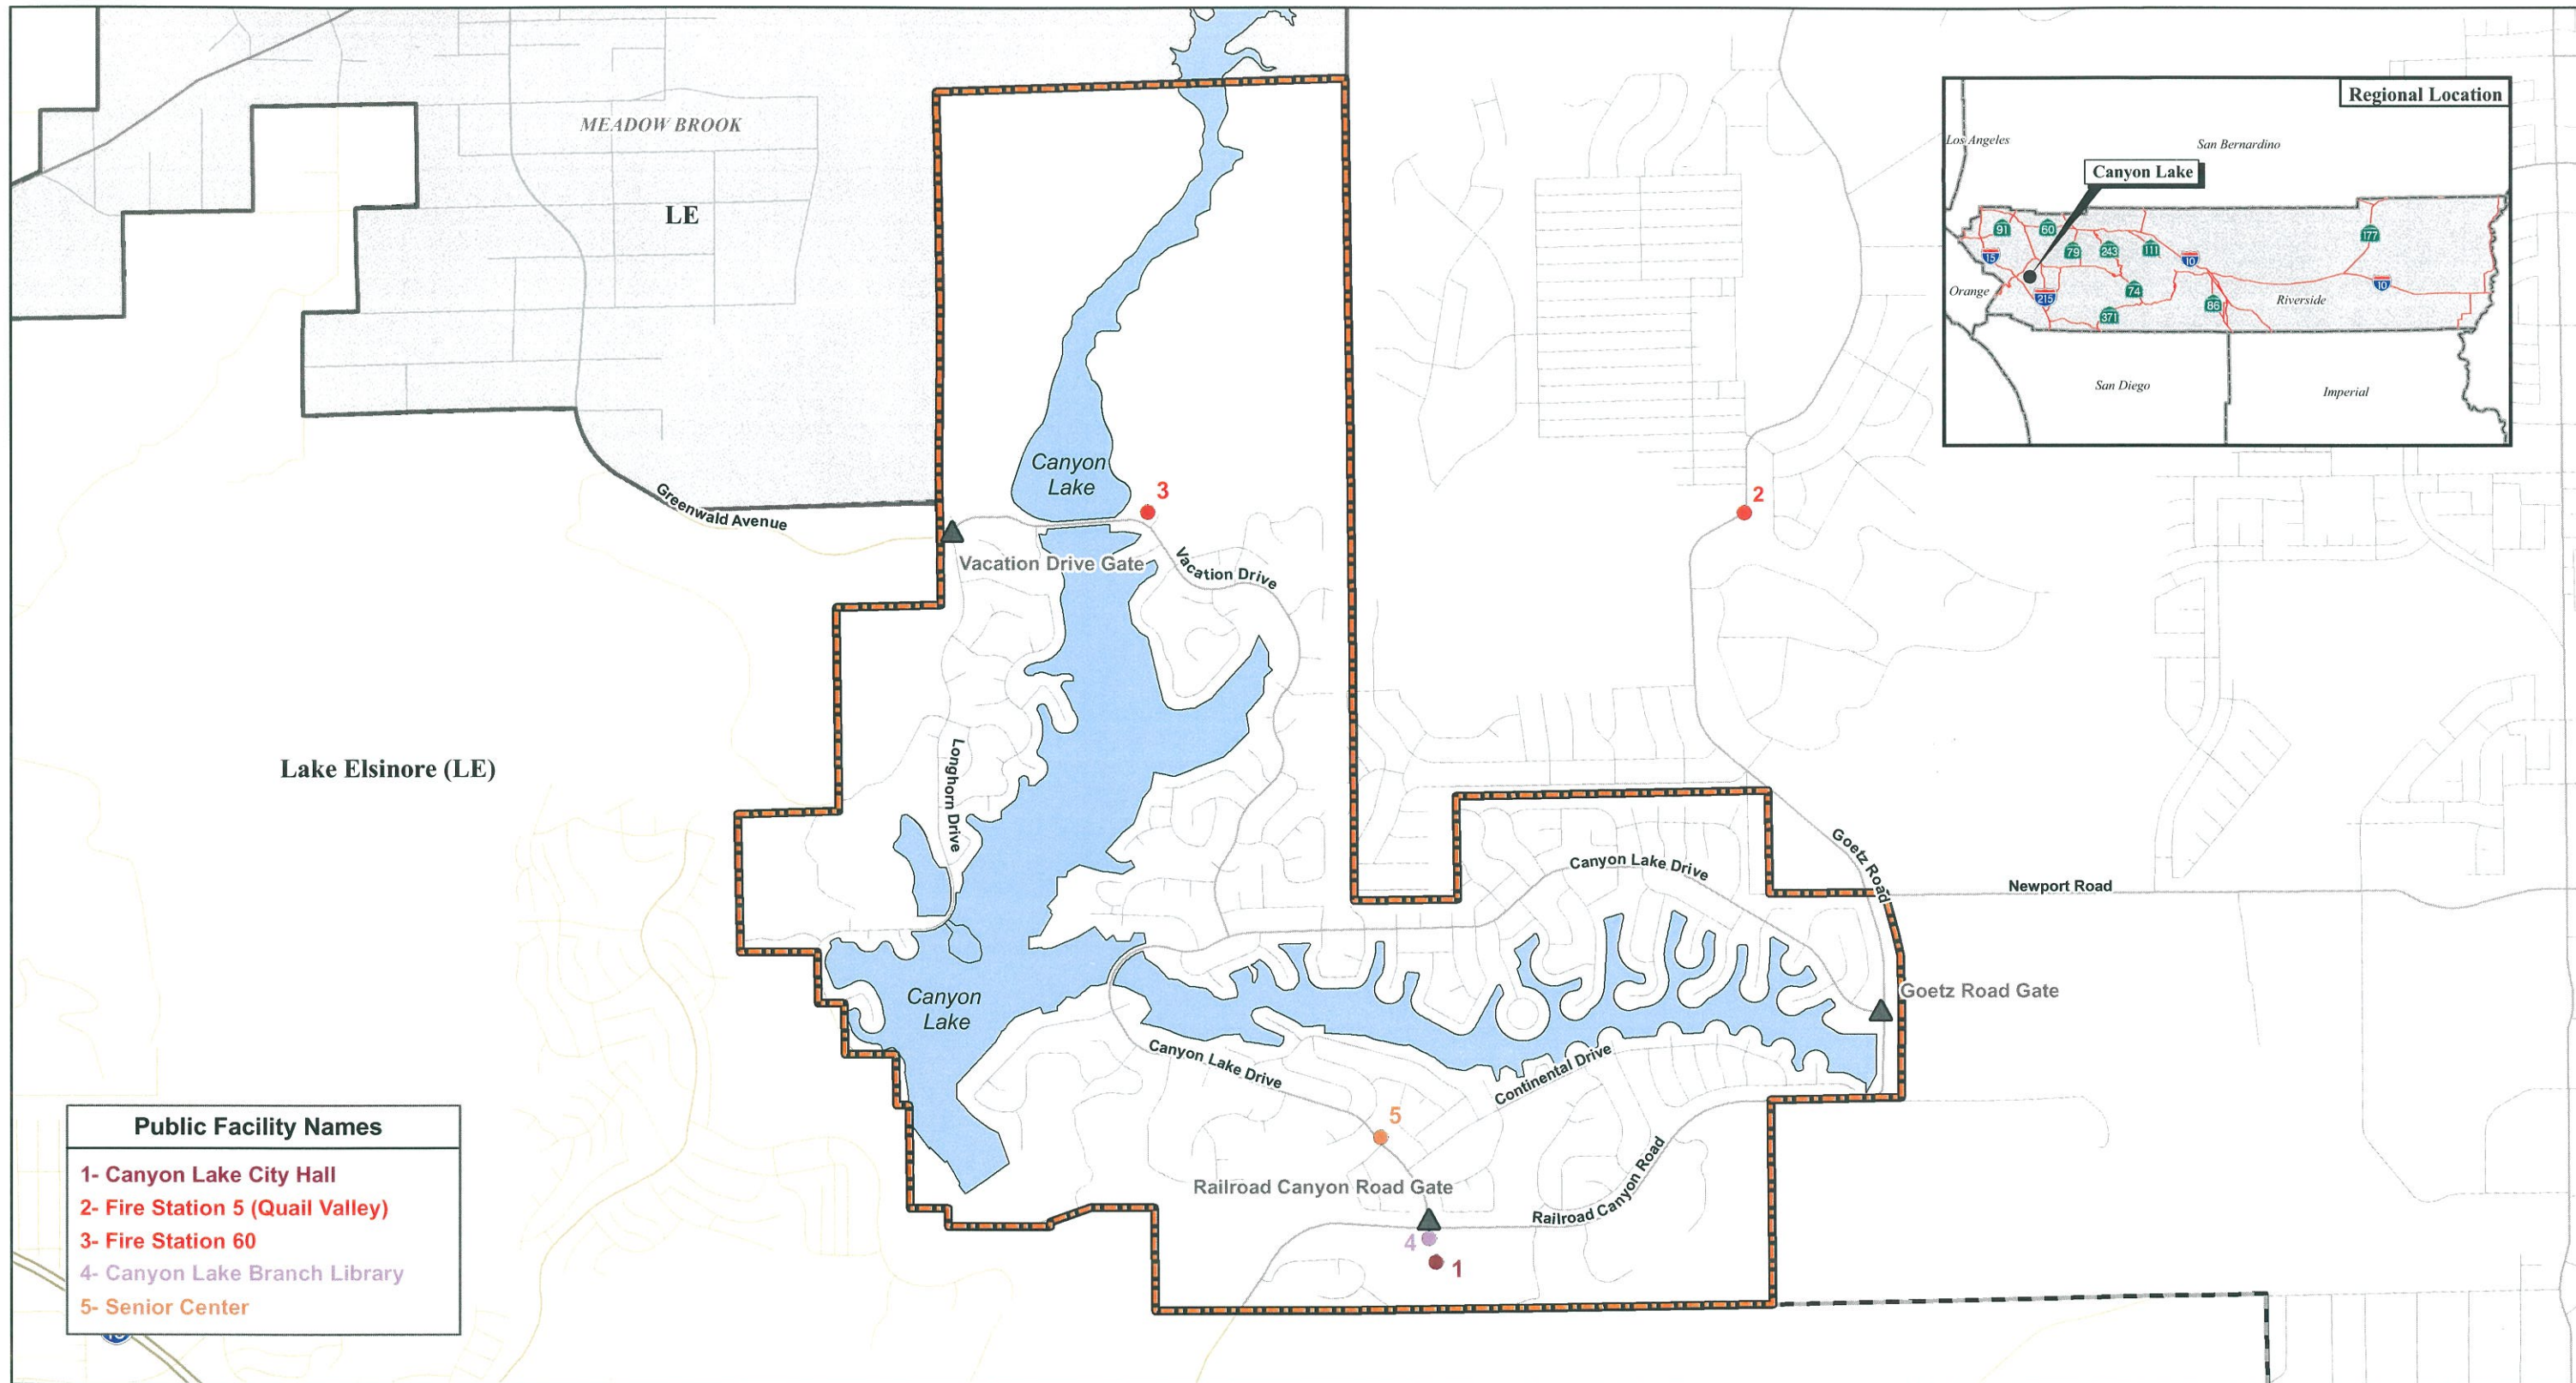 MEADOW BROOK
LE
Greenwald Avenue
Lake Elsinore (LE)
Canyon
Lake
3
2
Vacation Drive Gate
Vacation Drive
Longhorn Drive
Canyon Lake Drive
Goetz Road
Newport Road
Goetz Road Gate
Canyon
Lake
Canyon Lake Drive
Continental Drive
5
Railroad Canyon Road Gate
Railroad Canyon Road
4
1
Regional Location
Los Angeles
San Bernardino
Canyon Lake
91
60
79
243
111
10
177
15
Orange
215
74
371
86
Riverside
10
San Diego
Imperial
Public Facility Names
1- Canyon Lake City Hall
2- Fire Station 5 (Quail Valley)
3- Fire Station 60
4- Canyon Lake Branch Library
5- Senior Center